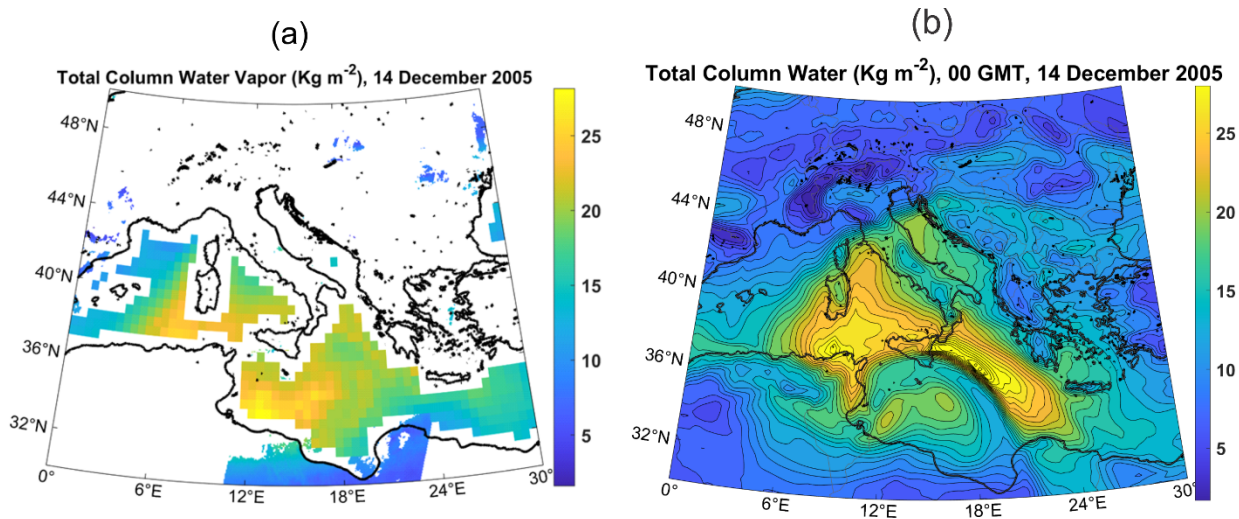 (a)
Total Column Water Vapor (Kg m-2), 14 December 2005
48°N
44°N
40°N
36°N
32°N
0°
6°E
12°E
18°E
24°E
30°
25
20
15
10
5
(b)
Total Column Water (Kg m-2), 00 GMT, 14 December 2005
48°N
44°N
40°N
36°N
32°N
0°
6°E
12°E
18°E
24°E
30°
25
20
15
10
5